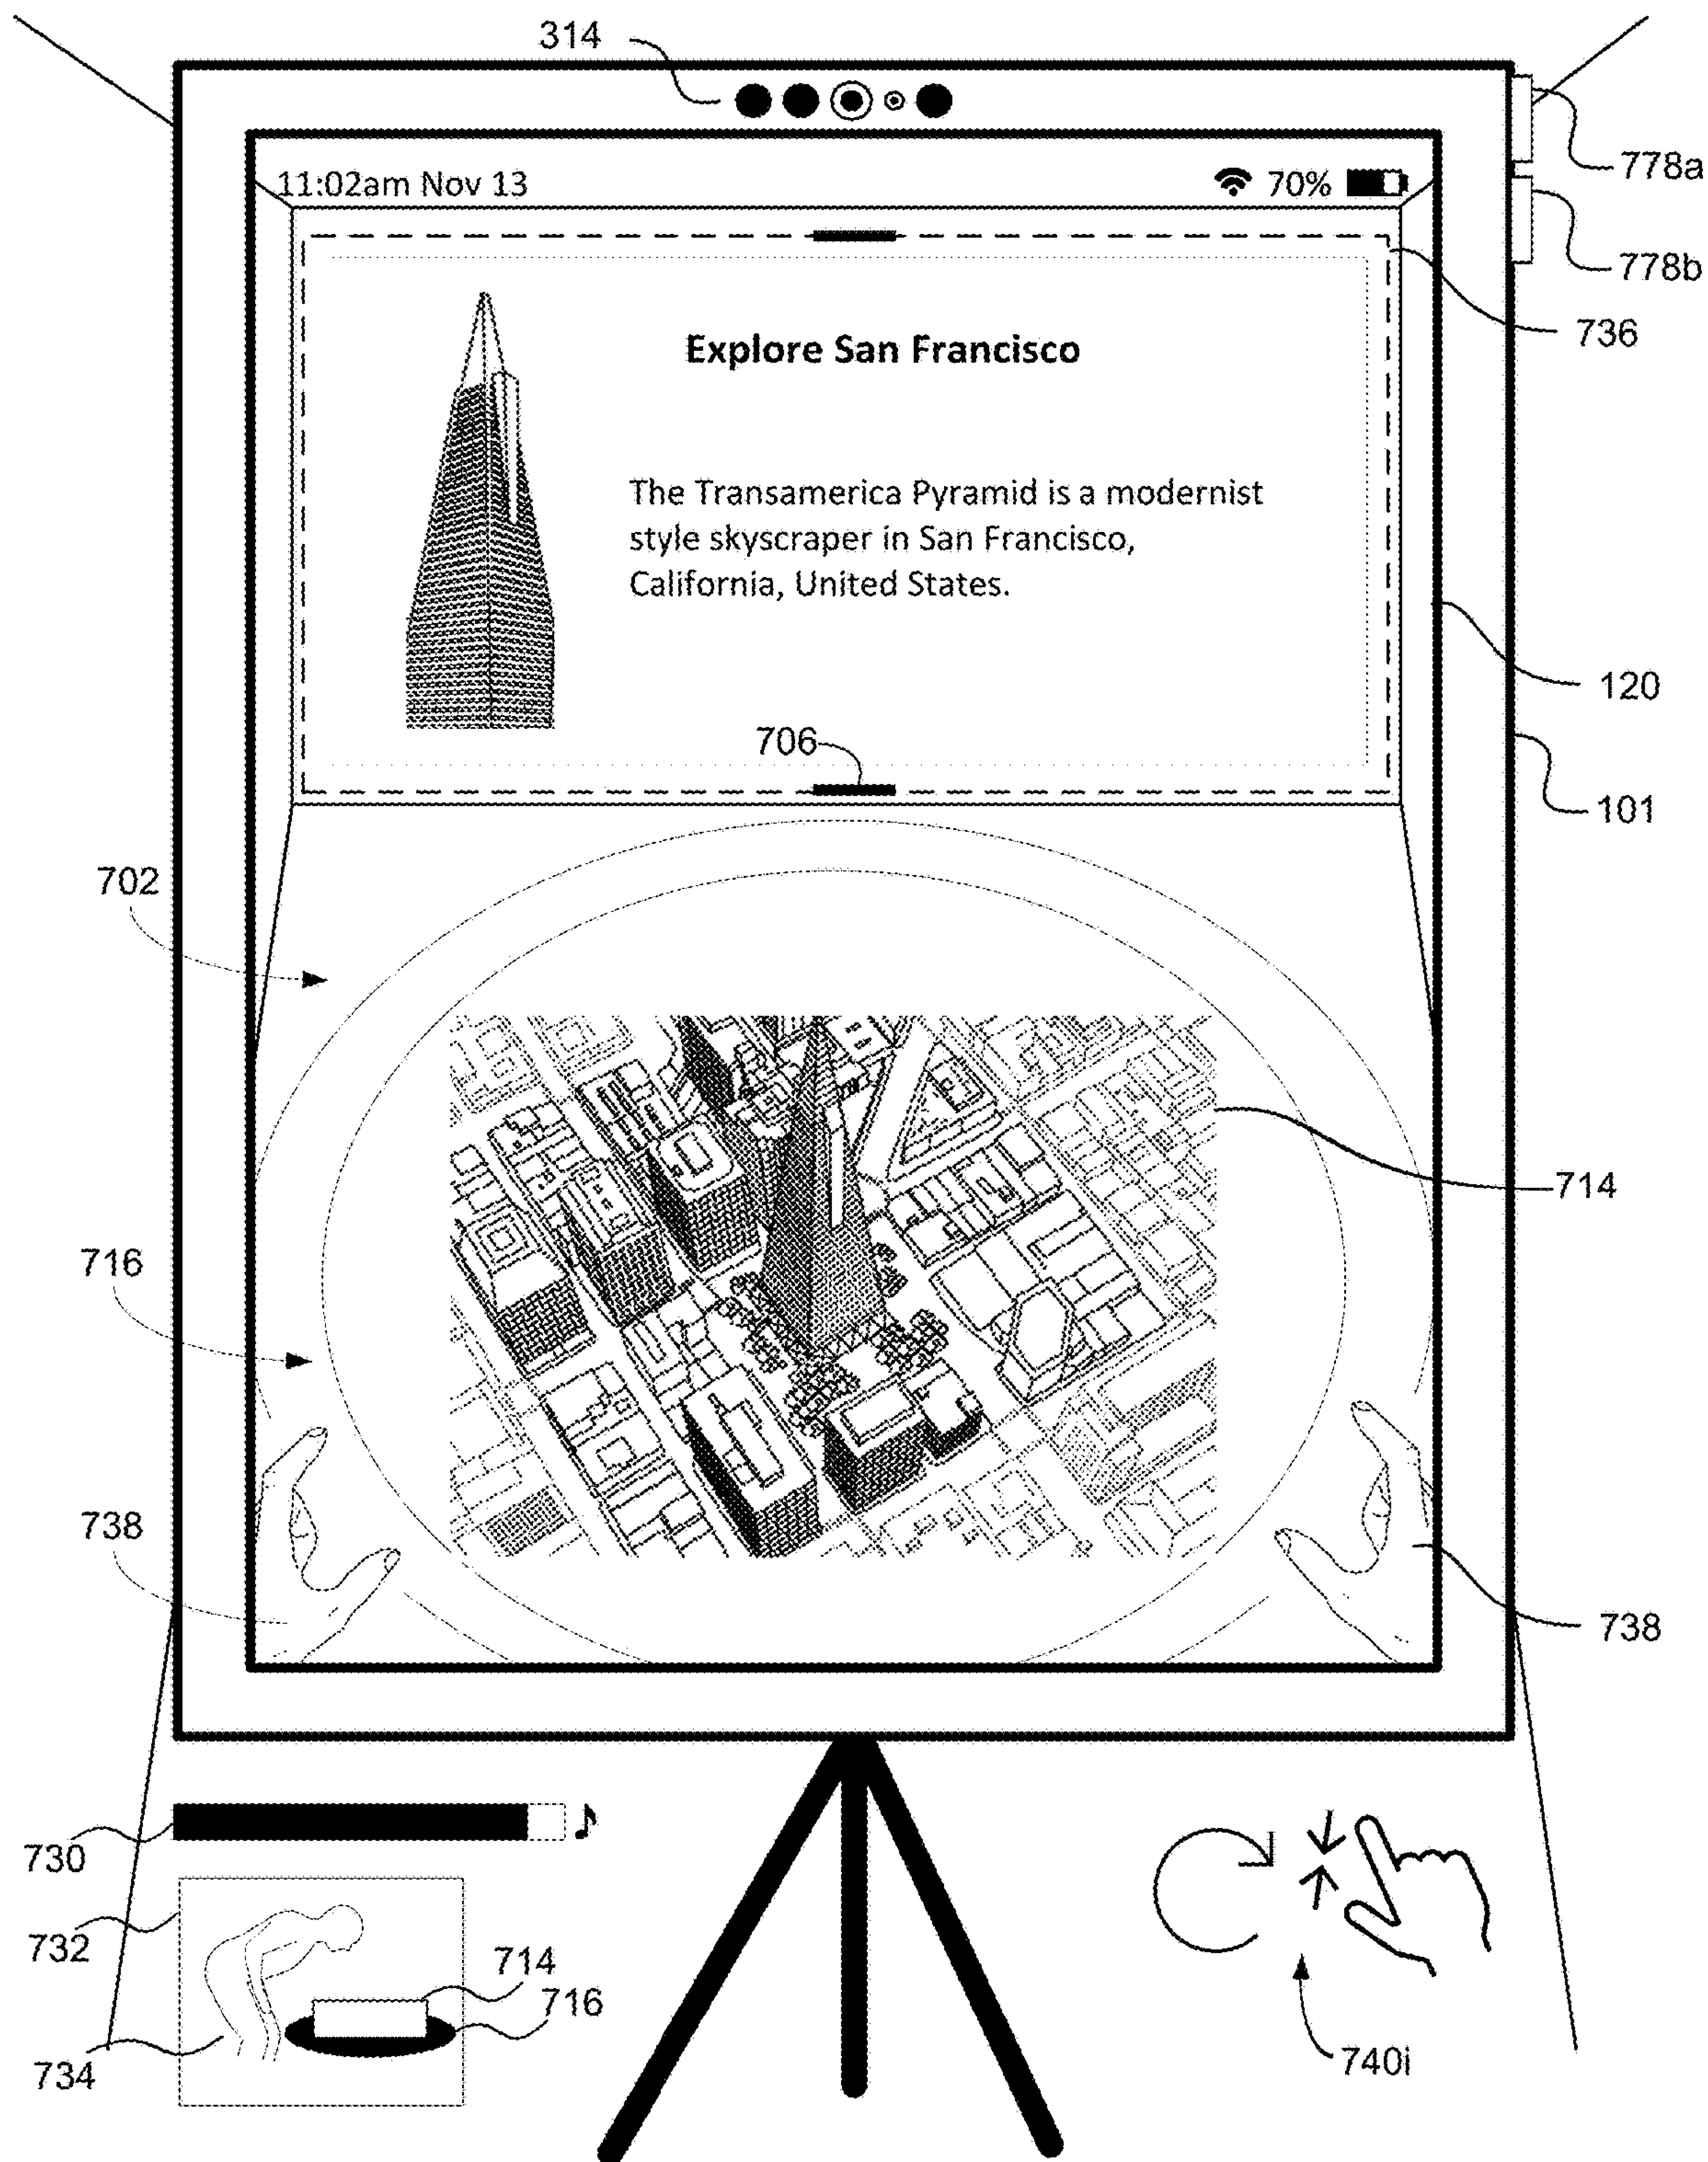 314
778a
11:02am Nov 13
70%
778b
736
Explore San Francisco
The Transamerica Pyramid is a modernist
style skyscraper in San Francisco,
California, United States.
120
706
101
702
714
716
738
738
730
732
714
716
734
740i